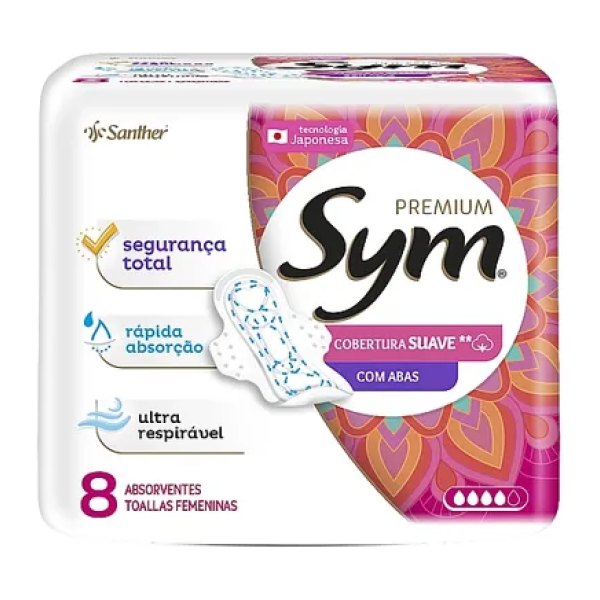 Santher®
tecnologia
Japonesa
PREMIUM
Sym®
segurança
total
rápida
absorção
ultra
respirável
COBERTURA SUAVE **
COM ABAS
8 ABSORVENTES
TOALLAS FEMENINAS